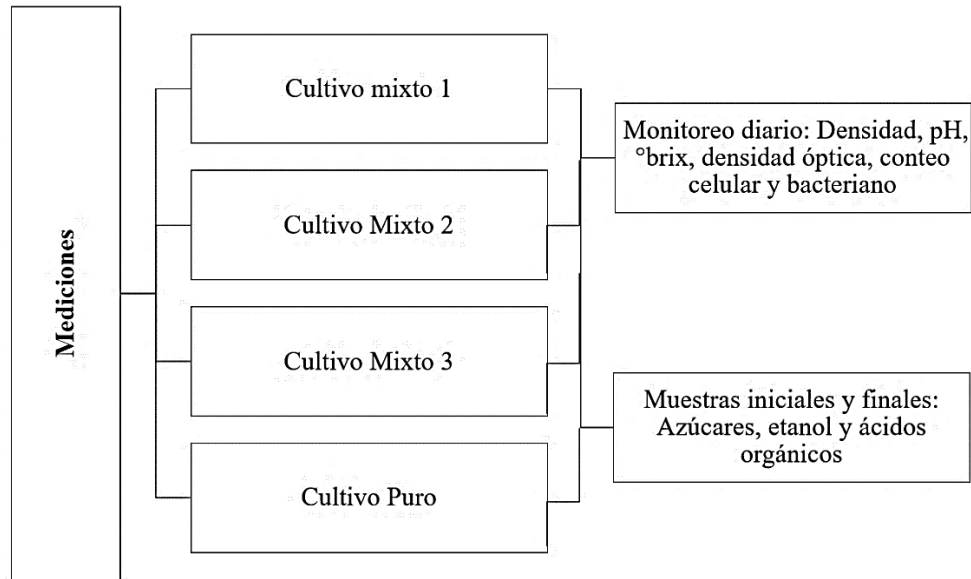 Mediciones
Cultivo mixto 1
Cultivo Mixto 2
Cultivo Mixto 3
Cultivo Puro
Monitoreo diario: Densidad, pH,
°brix, densidad óptica, conteo
celular y bacteriano
Muestras iniciales y finales:
Azúcares, etanol y ácidos
orgánicos